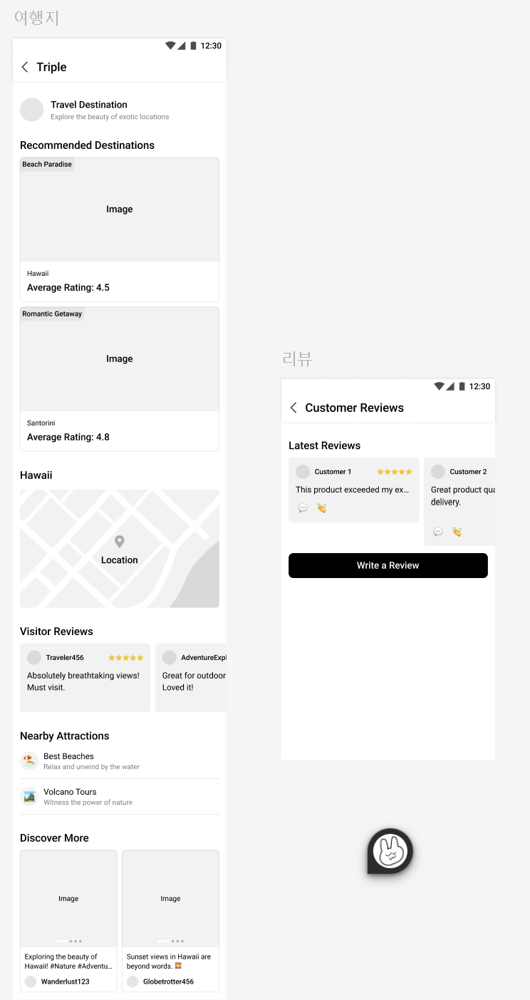 여행지
12:30
Triple
Travel Destination
Explore the beauty of exotic locations
Recommended Destinations
Beach Paradise
Image
Hawaii
Average Rating: 4.5
Romantic Getaway
Image
Santorini
Average Rating: 4.8
Hawaii
Location
Visitor Reviews
Traveler456
Absolutely breathtaking views!
Must visit.
AdventureExpl
Great for outdoor
Loved it!
Nearby Attractions
Best Beaches
Relax and unwind by the water
Volcano Tours
Witness the power of nature
Discover More
Image
Exploring the beauty of
Hawaii! #Nature #Adventu...
Wanderlust123
Image
Sunset views in Hawaii are
beyond words. 🌇
Globetrotter456
리뷰
12:30
Customer Reviews
Latest Reviews
Customer 1
This product exceeded my ex...
Customer 2
Great product qua
delivery.
Write a Review